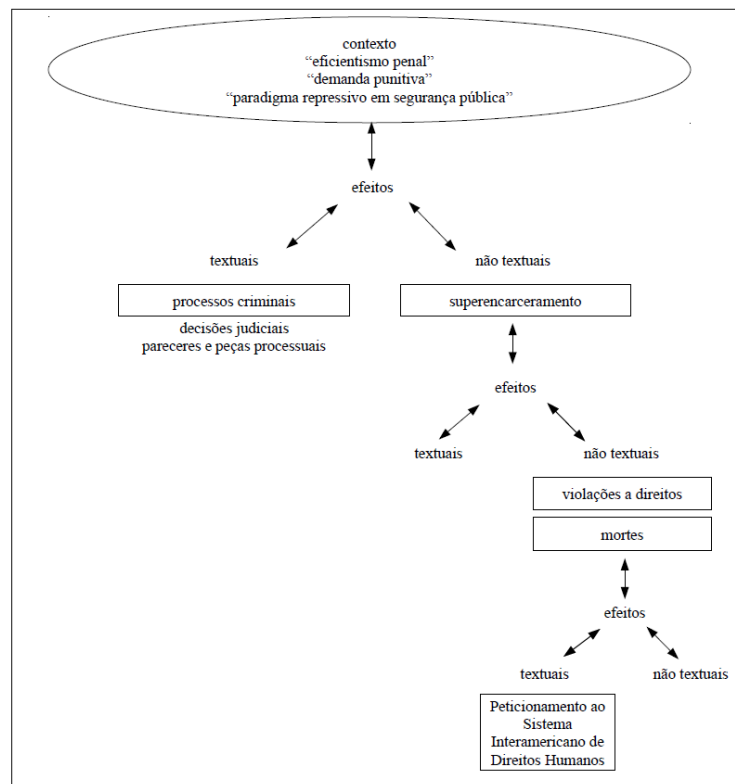 contexto
“eficientismo penal”
“demanda punitiva”
“paradigma repressivo em segurança pública”
efeitos
textuais
não textuais
processos criminais
superencarceramento
decisões judiciais
pareceres e peças processuais
efeitos
textuais
não textuais
violações a direitos
mortes
efeitos
textuais
não textuais
Peticionamento ao
Sistema
Interamericano de
Direitos Humanos